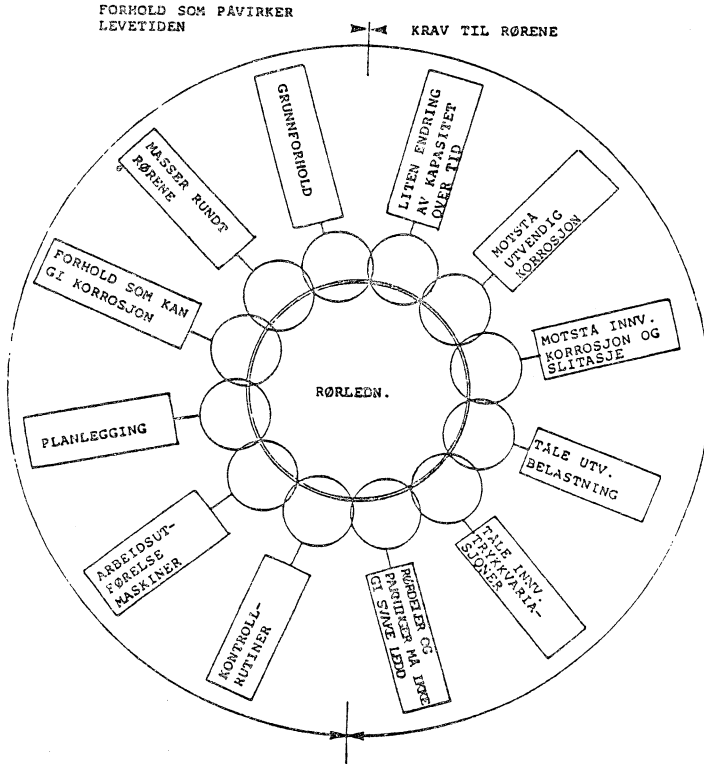 FORHOLD SOM PÅVIRKER
LEVETIDEN
KRAV TIL RØRENE
GRUNNFORHOLD
LITEN ENDRING
AV KAPASITET
OVER TID
MASSER RUNDT
RØRENE
MOTSTÅ
UTVENDIG
KORROSJON
FORHOLD SOM KAN
GI KORROSJON
MOTSTÅ INNV.
KORROSJON OG
SLITASJE
RØRLEDN.
PLANLEGGING
TÅLE UTV.
BELASTNING
ARBEIDSUT-
FØRELSE
MASKINER
TÅLE INNV.
TRYKKVARIA-
SJONER
KONTROLL-
RUTINER
RØRDELER OG
PAKNINGER MÅ IKKE
GI SVAKE LEDD